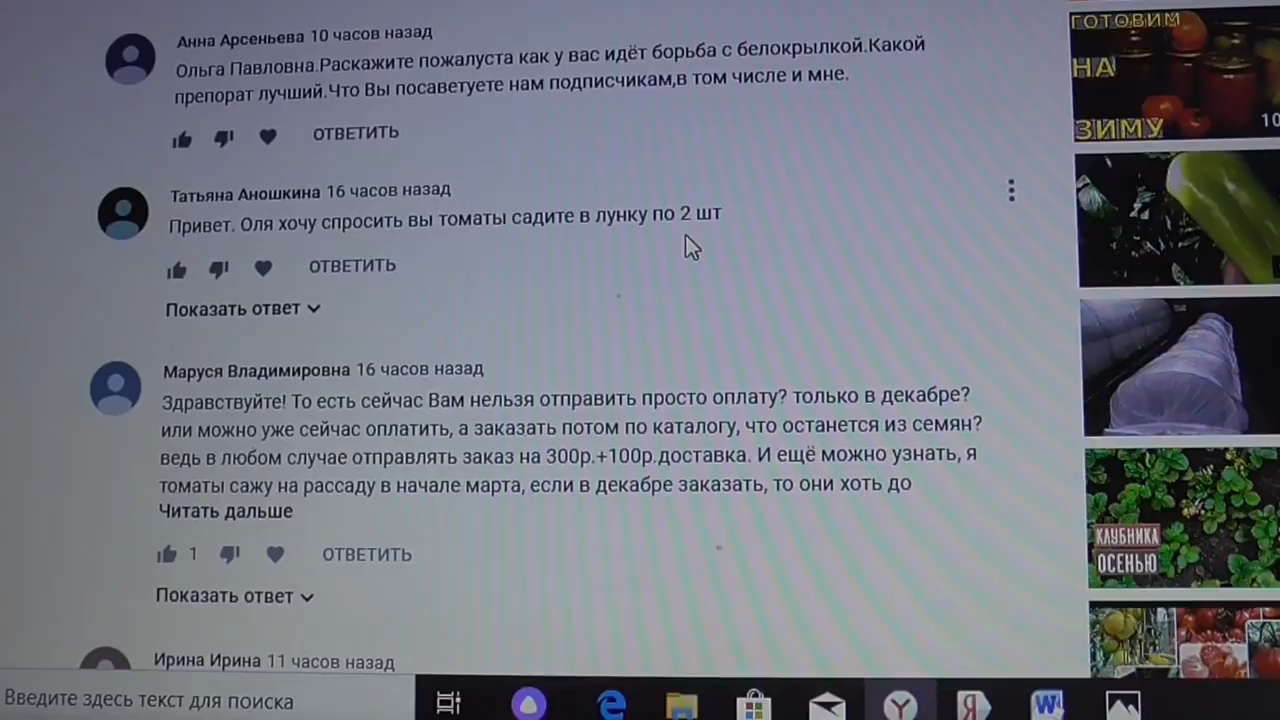 Анна Арсеньева 10 часов назад
Ольга Павловна.Раскажите пожалуста как у вас идёт борьба с белокрылкой.Какой
препорат лучший.Что Вы посаветуете нам подписчикам,в том числе и мне.
ОТВЕТИТЬ
Татьяна Аношкина 16 часов назад
Привет. Оля хочу спросить вы томаты садите в лунку по 2 шт
ОТВЕТИТЬ
Показать ответ
Маруся Владимировна 16 часов назад
Здравствуйте! То есть сейчас Вам нельзя отправить просто оплату? только в декабре?
или можно уже сейчас оплатить, а заказать потом по каталогу, что останется из семян?
ведь в любом случае отправлять заказ на 300р.+100р.доставка. И ещё можно узнать, я
томаты сажу на рассаду в начале марта, если в декабре заказать, то они хоть до
Читать дальше
1 ОТВЕТИТЬ
Показать ответ
Ирина Ирина 11 часов назад
Введите здесь текст для поиска
ГОТОВИМ
НА
ЗИМУ
10
КЛУБНИКА
ОСЕНЬЮ